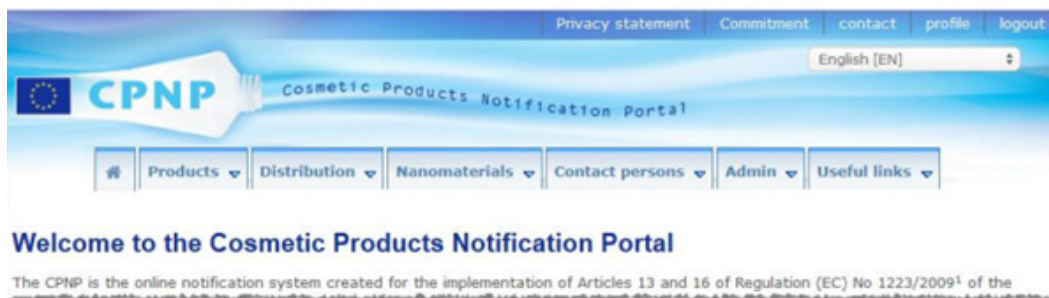 Privacy statement Commitment contact profile logout
English [EN]
CPNP Cosmetic Products Notification Portal
Products Distribution Nanomaterials Contact persons Admin Useful links
Welcome to the Cosmetic Products Notification Portal
The CPNP is the online notification system created for the implementation of Articles 13 and 16 of Regulation (EC) No 1223/2009¹ of the